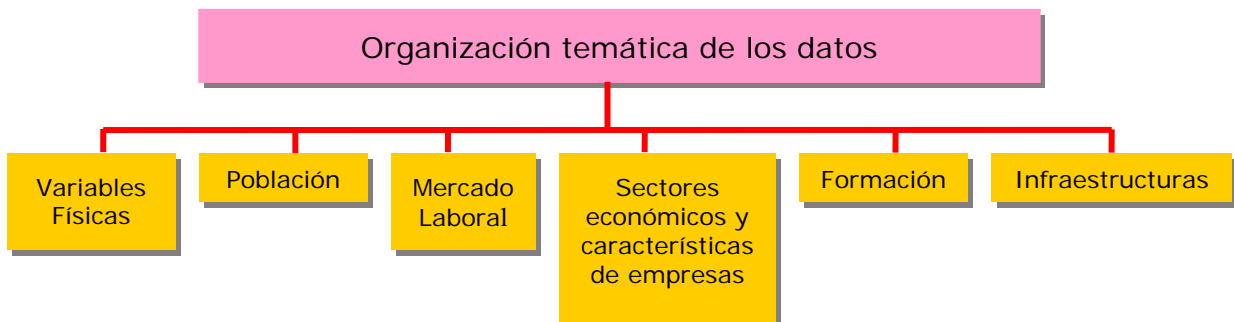 Organización temática de los datos
Variables
Físicas
Población
Mercado
Laboral
Sectores
económicos y
características
de empresas
Formación
Infraestructuras